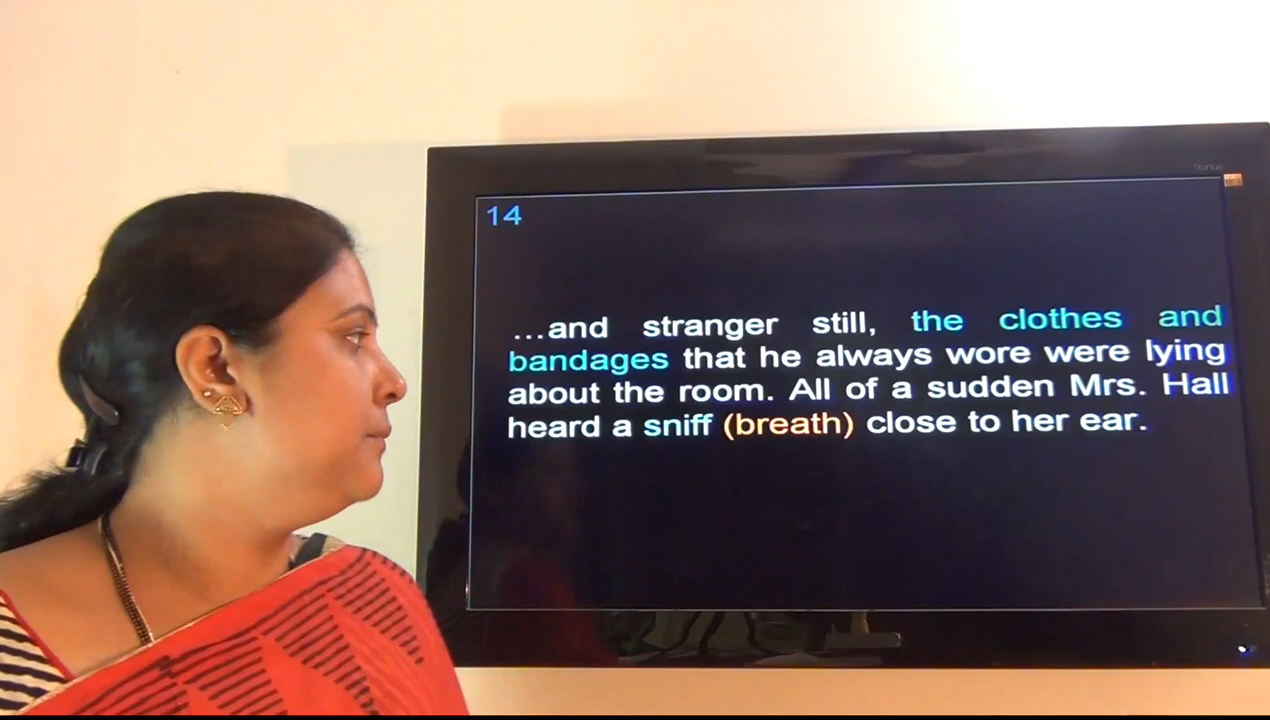 14
...and stranger still, the clothes and
bandages that he always wore were lying
about the room. All of a sudden Mrs. Hall
heard a sniff (breath) close to her ear.